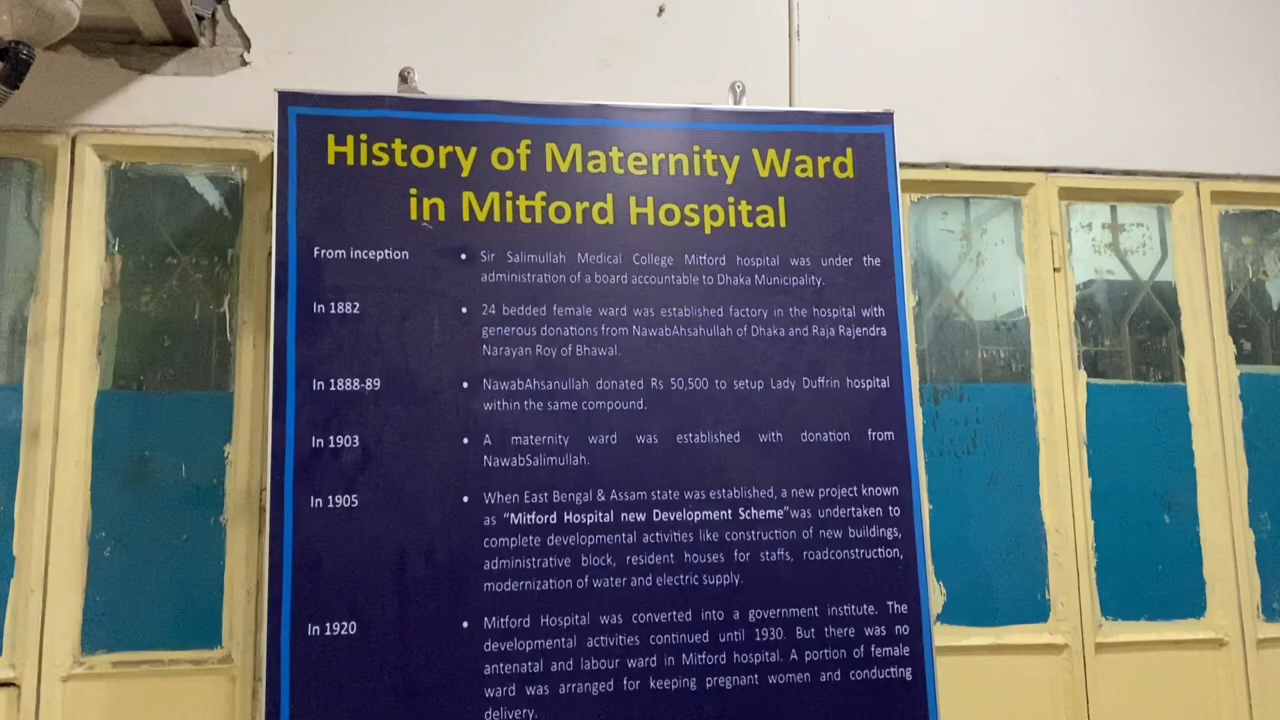 History of Maternity Ward
in Mitford Hospital
From inception
• Sir Salimullah Medical College Mitford hospital was under the
administration of a board accountable to Dhaka Municipality.
In 1882
• 24 bedded female ward was established factory in the hospital with
generous donations from NawabAhsahullah of Dhaka and Raja Rajendra
Narayan Roy of Bhawal.
In 1888-89
• NawabAhsanullah donated Rs 50,500 to setup Lady Duffrin hospital
within the same compound.
In 1903
• A maternity ward was established with donation from
NawabSalimullah.
In 1905
• When East Bengal & Assam state was established, a new project known
as “Mitford Hospital new Development Scheme”was undertaken to
complete developmental activities like construction of new buildings,
administrative block, resident houses for staffs, roadconstruction,
modernization of water and electric supply.
In 1920
• Mitford Hospital was converted into a government institute. The
developmental activities continued until 1930. But there was no
antenatal and labour ward in Mitford hospital. A portion of female
ward was arranged for keeping pregnant women and conducting
delivery.